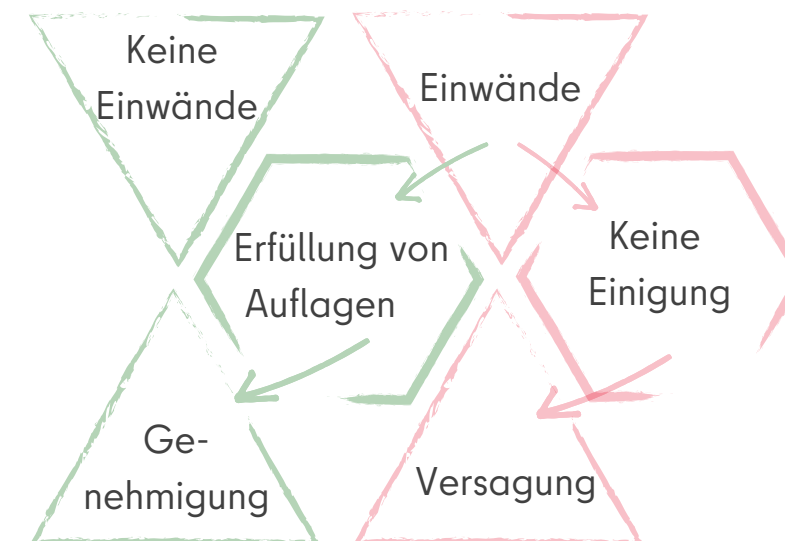 Keine
Einwände
Einwände
Erfüllung von
Auflagen
Keine
Einigung
Ge-
nehmigung
Versagung